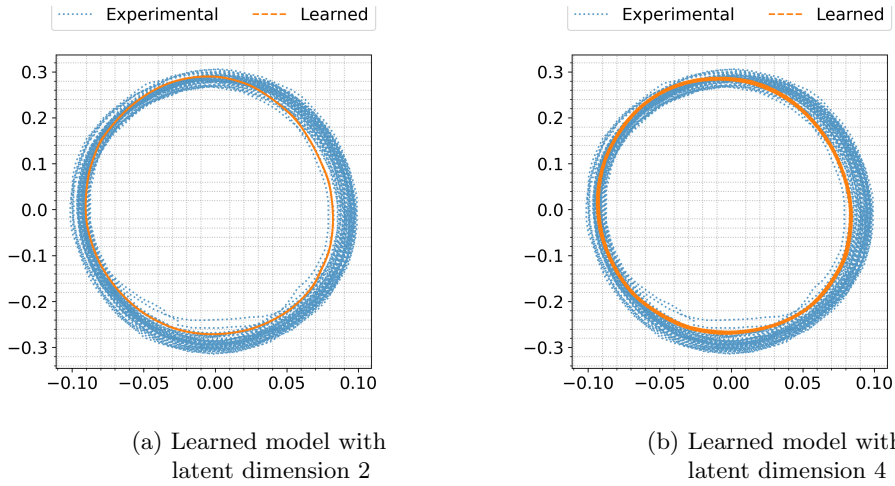 Experimental Learned
0.3
0.2
0.1
0.0
−0.1
−0.2
−0.3
−0.10 −0.05 0.00 0.05 0.10
(a) Learned model with
latent dimension 2
Experimental Learned
0.3
0.2
0.1
0.0
−0.1
−0.2
−0.3
−0.10 −0.05 0.00 0.05 0.10
(b) Learned model with
latent dimension 4